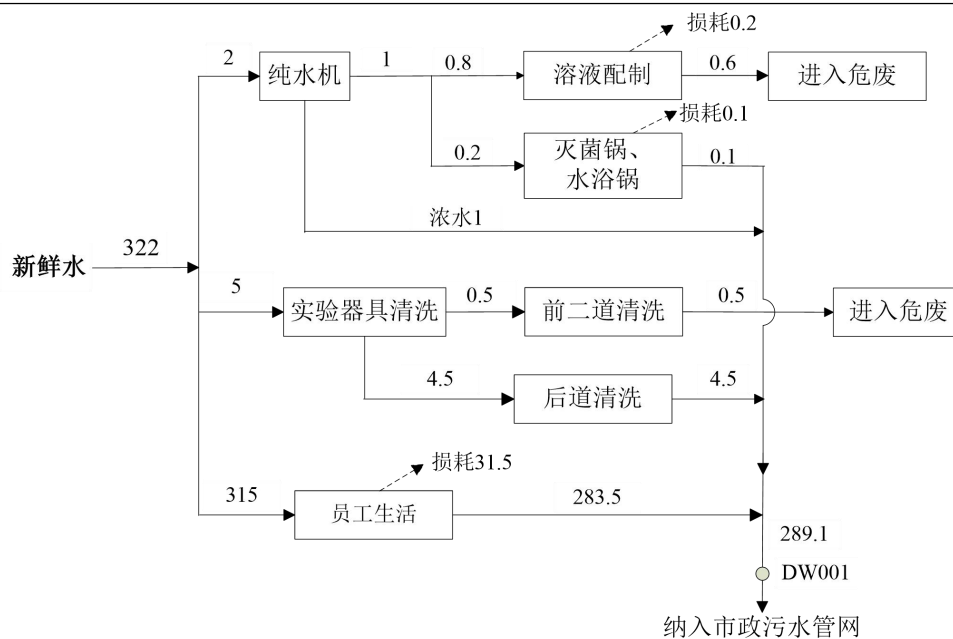 损耗0.2
2
纯水机
1
0.8
溶液配制
0.6
进入危废
损耗0.1
0.2
灭菌锅、
水浴锅
0.1
浓水1
新鲜水
322
5
实验器具清洗
0.5
前二道清洗
0.5
进入危废
4.5
后道清洗
4.5
损耗31.5
315
员工生活
283.5
289.1
DW001
纳入市政污水管网